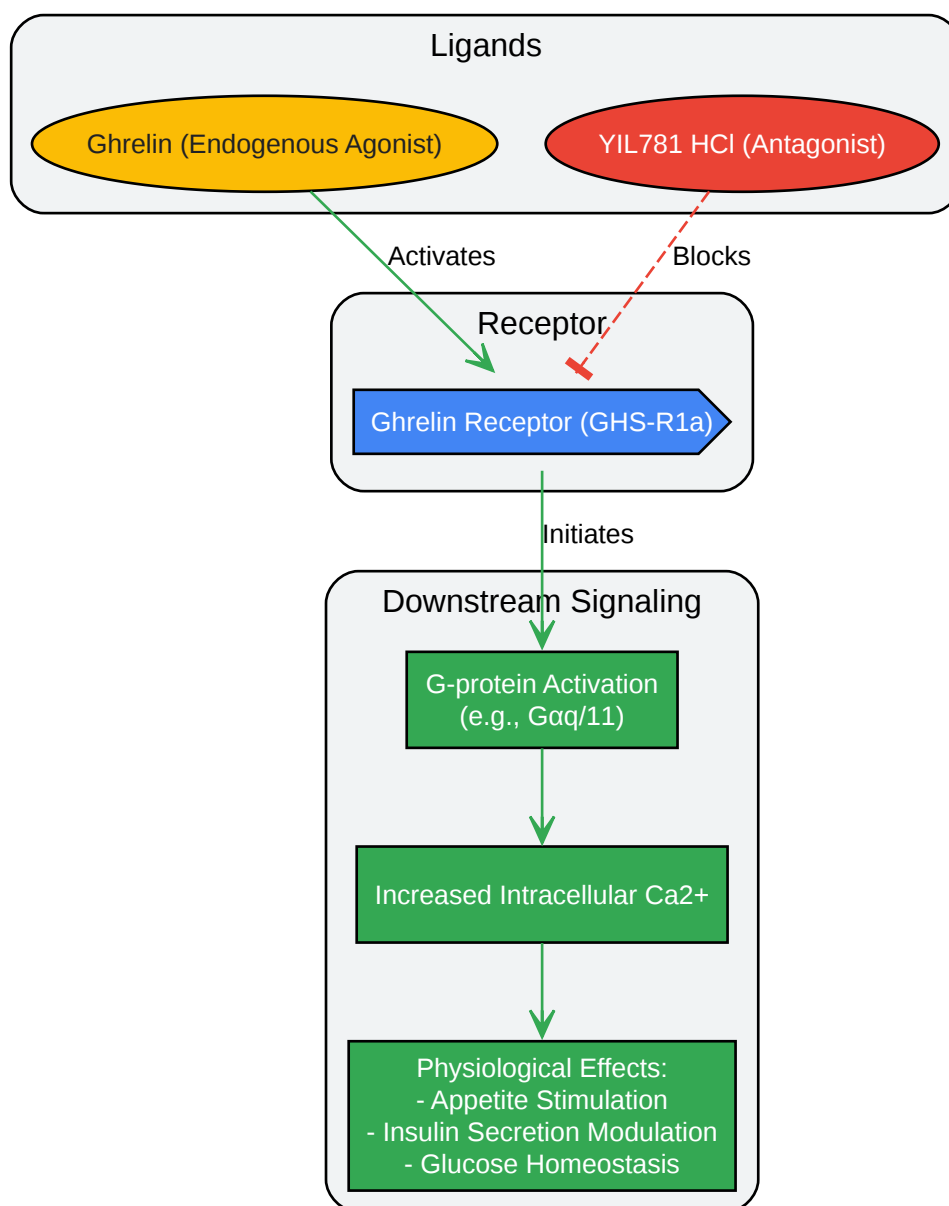 Ligands
Ghrelin (Endogenous Agonist)
YIL781 HCl (Antagonist)
Activates
Blocks
Receptor
Ghrelin Receptor (GHS-R1a)
Initiates
Downstream Signaling
G-protein Activation
(e.g., Gαq/11)
Increased Intracellular Ca2+
Physiological Effects:
- Appetite Stimulation
- Insulin Secretion Modulation
- Glucose Homeostasis